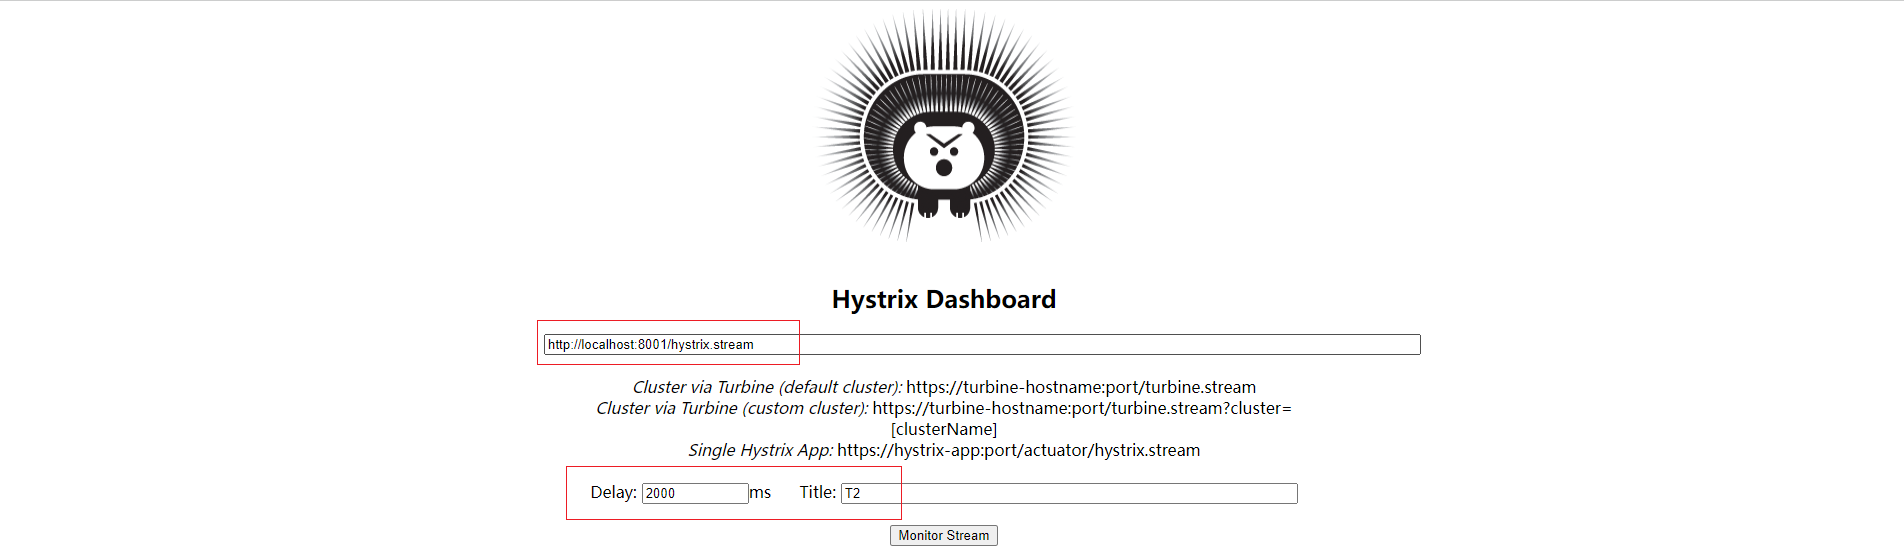 Hystrix Dashboard
http://localhost:8001/hystrix.stream
Cluster via Turbine (default cluster): https://turbine-hostname:port/turbine.stream
Cluster via Turbine (custom cluster): https://turbine-hostname:port/turbine.stream?cluster=
[clusterName]
Single Hystrix App: https://hystrix-app:port/actuator/hystrix.stream
Delay: 2000 ms Title: T2
Monitor Stream